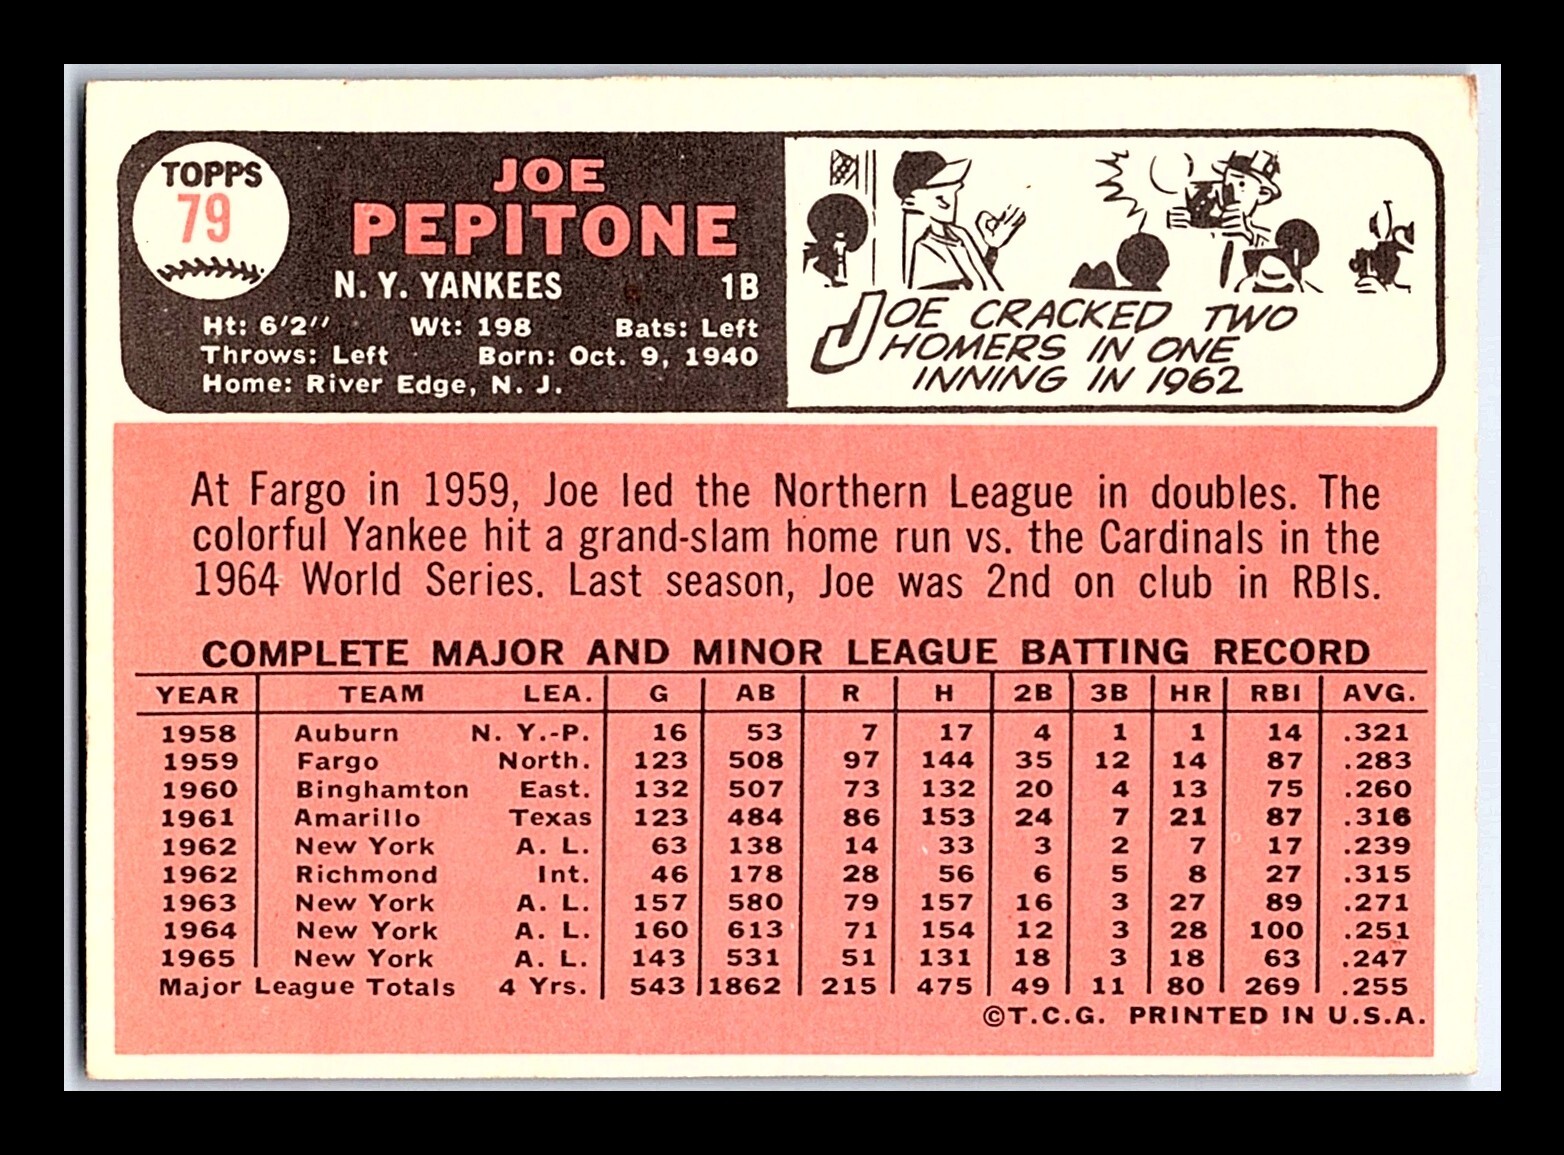 TOPPS
79
JOE
PEPITONE
N. Y. YANKEES 1B
Ht: 6'2'' Wt: 198 Bats: Left
Throws: Left Born: Oct. 9, 1940
Home: River Edge, N. J.
JOE CRACKED TWO
HOMERS IN ONE
INNING IN 1962
At Fargo in 1959, Joe led the Northern League in doubles. The
colorful Yankee hit a grand-slam home run vs. the Cardinals in the
1964 World Series. Last season, Joe was 2nd on club in RBIs.
COMPLETE MAJOR AND MINOR LEAGUE BATTING RECORD
YEAR TEAM LEA. G AB R H 2B 3B HR RBI AVG.
1958 Auburn N. Y.-P. 16 53 7 17 4 1 1 14 .321
1959 Fargo North. 123 508 97 144 35 12 14 87 .283
1960 Binghamton East. 132 507 73 132 20 4 13 75 .260
1961 Amarillo Texas 123 484 86 153 24 7 21 87 .316
1962 New York A. L. 63 138 14 33 3 2 7 17 .239
1962 Richmond Int. 46 178 28 56 6 5 8 27 .315
1963 New York A. L. 157 580 79 157 16 3 27 89 .271
1964 New York A. L. 160 613 71 154 12 3 28 100 .251
1965 New York A. L. 143 531 51 131 18 3 18 63 .247
Major League Totals 4 Yrs. 543 1862 215 475 49 11 80 269 .255
©T.C.G. PRINTED IN U.S.A.